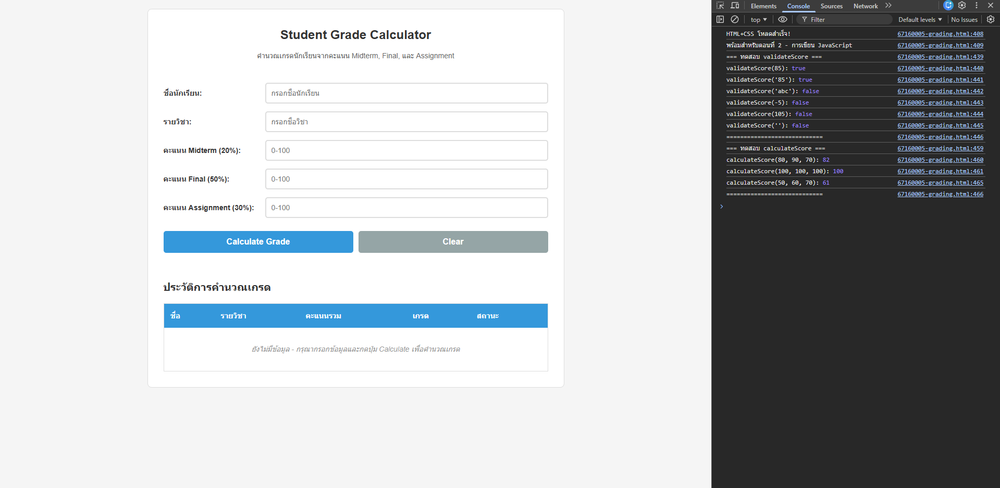 Student Grade Calculator
คำนวณเกรดนักเรียนจากคะแนน Midterm, Final, และ Assignment
ชื่อนักเรียน:
กรอกชื่อนักเรียน
รายวิชา:
กรอกชื่อวิชา
คะแนน Midterm (20%):
0-100
คะแนน Final (50%):
0-100
คะแนน Assignment (30%):
0-100
Calculate Grade
Clear
ประวัติการคำนวณเกรด
ชื่อ รายวิชา คะแนนรวม เกรด สถานะ
ยังไม่มีข้อมูล - กรุณากรอกข้อมูลและกดปุ่ม Calculate เพื่อคำนวณเกรด
Elements Console Sources Network
top Filter Default levels No Issues
HTML+CSS โหลดสำเร็จ! 67160005-grading.html:408
พร้อมสำหรับตอนที่ 2 - การเขียน JavaScript 67160005-grading.html:409
=== ทดสอบ validateScore === 67160005-grading.html:439
validateScore(85): true 67160005-grading.html:440
validateScore('85'): true 67160005-grading.html:441
validateScore('abc'): false 67160005-grading.html:442
validateScore(-5): false 67160005-grading.html:443
validateScore(105): false 67160005-grading.html:444
validateScore(''): false 67160005-grading.html:445
============================ 67160005-grading.html:446
=== ทดสอบ calculateScore === 67160005-grading.html:459
calculateScore(80, 90, 70): 82 67160005-grading.html:460
calculateScore(100, 100, 100): 100 67160005-grading.html:461
calculateScore(50, 60, 70): 61 67160005-grading.html:465
============================ 67160005-grading.html:466